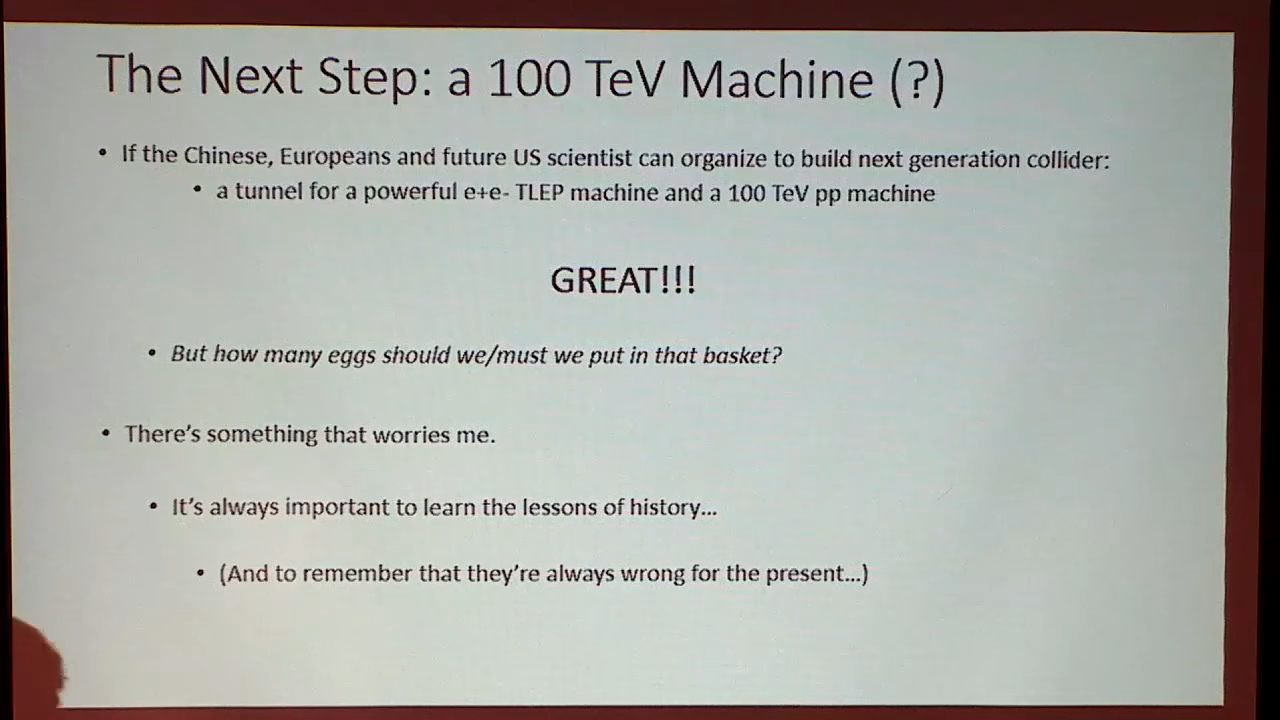 The Next Step: a 100 TeV Machine (?)
• If the Chinese, Europeans and future US scientist can organize to build next generation collider:
• a tunnel for a powerful e+e- TLEP machine and a 100 TeV pp machine
GREAT!!!
• But how many eggs should we/must we put in that basket?
• There's something that worries me.
• It's always important to learn the lessons of history...
• (And to remember that they're always wrong for the present...)